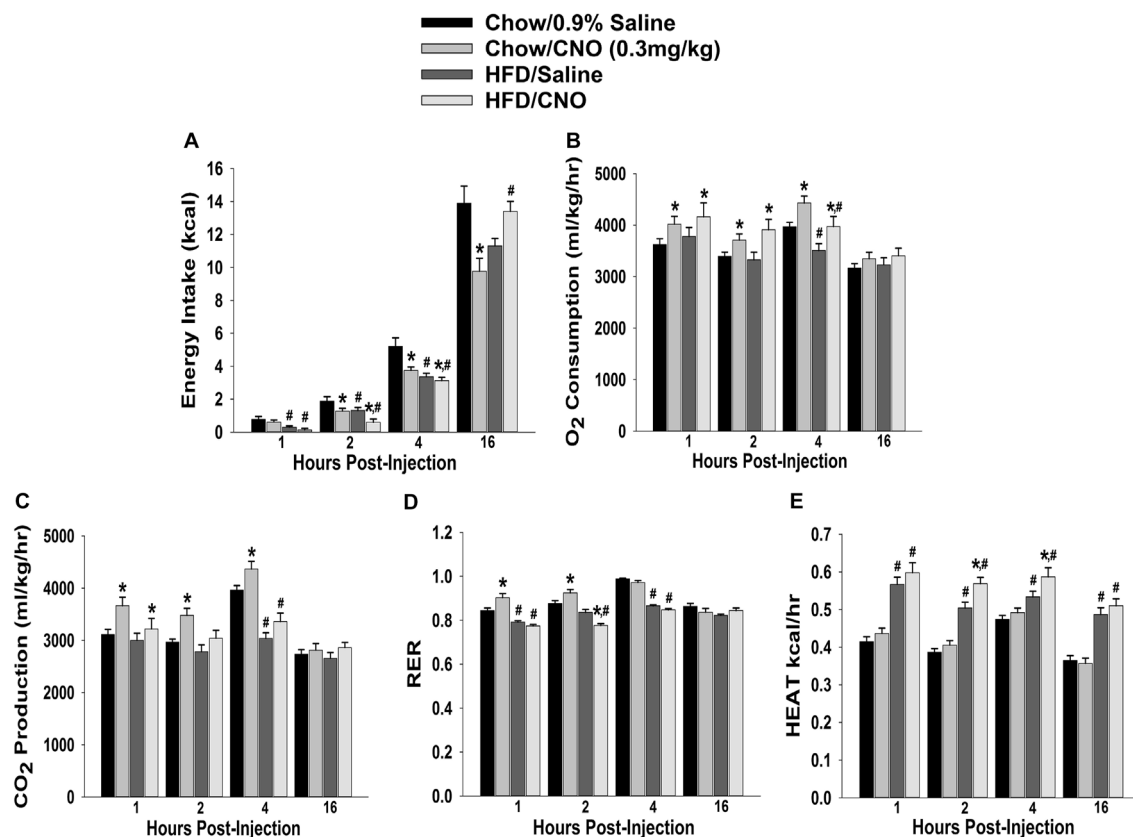 Chow/0.9% Saline
Chow/CNO (0.3mg/kg)
HFD/Saline
HFD/CNO
A
Energy Intake (kcal)
16
14
12
10
8
6
4
2
0
# #
* # *,#
* # *,#
* #
1 2 4 16
Hours Post-Injection
B
O2 Consumption (ml/kg/hr)
5000
4000
3000
2000
1000
0
* *
* *
* # *,#
1 2 4 16
Hours Post-Injection
C
CO2 Production (ml/kg/hr)
5000
4000
3000
2000
1000
0
* *
*
* # #
1 2 4 16
Hours Post-Injection
D
RER
1.2
1.0
0.8
0.6
0.4
0.2
0.0
* # #
* *,#
# #
1 2 4 16
Hours Post-Injection
E
HEAT kcal/hr
0.7
0.6
0.5
0.4
0.3
0.2
0.1
0.0
# #
# *,#
# *,#
# #
1 2 4 16
Hours Post-Injection